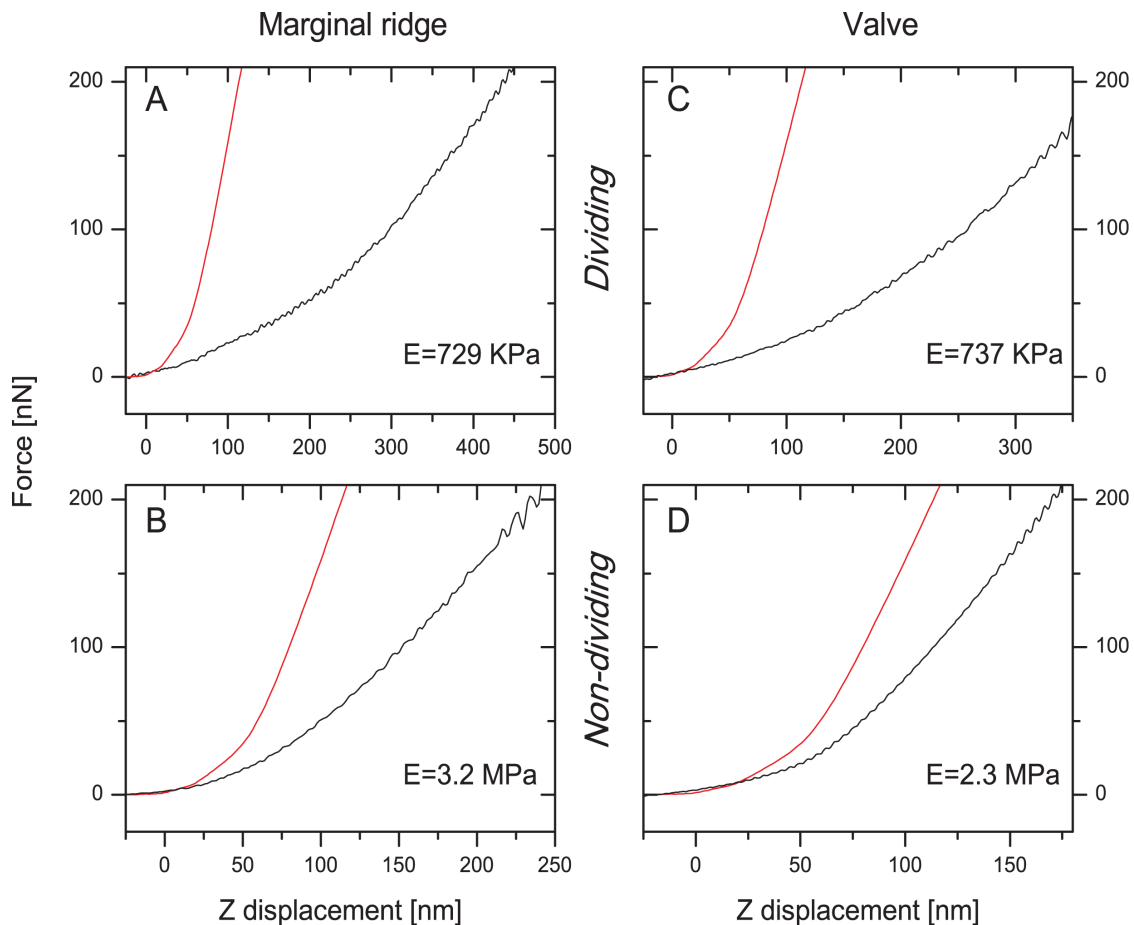 Marginal ridge
Valve
A
200
100
0
E=729 KPa
0 100 200 300 400 500
C
200
100
0
E=737 KPa
0 100 200 300
Dividing
Force [nN]
B
200
100
0
E=3.2 MPa
0 50 100 150 200 250
Z displacement [nm]
D
200
100
0
E=2.3 MPa
0 50 100 150
Z displacement [nm]
Non-dividing